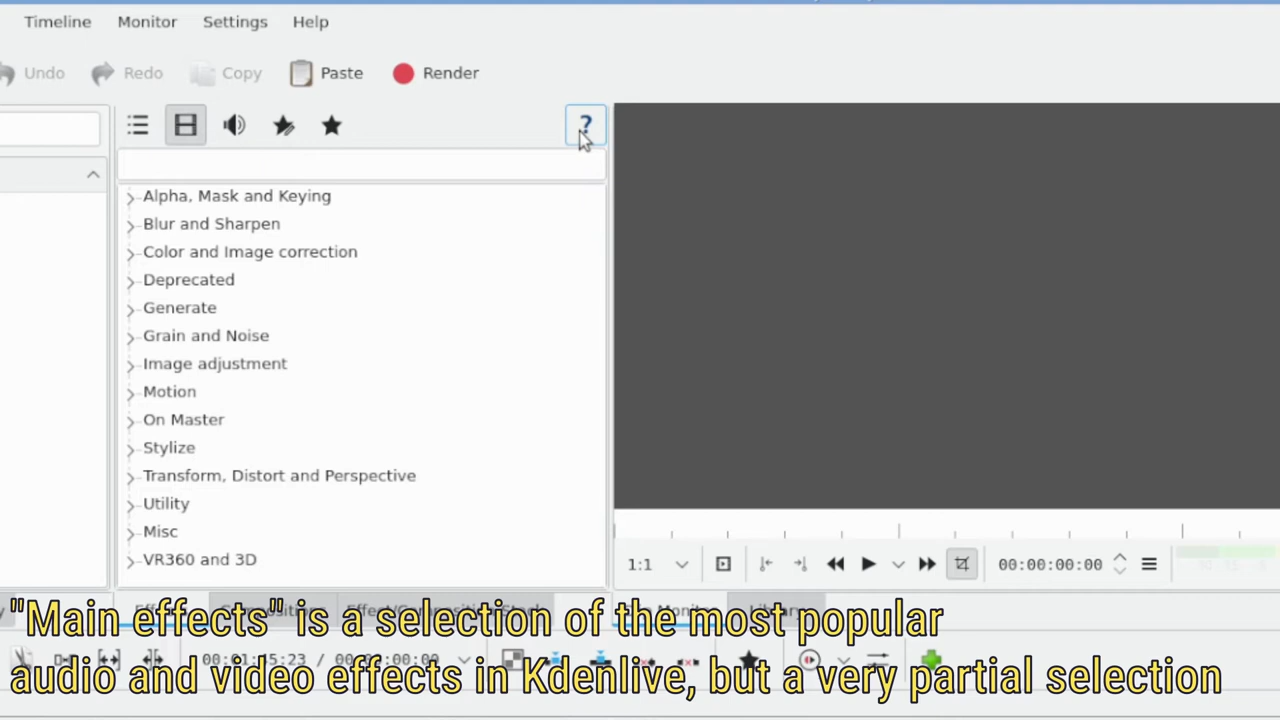 Timeline Monitor Settings Help
Undo Redo Copy Paste Render
?
Alpha, Mask and Keying
Blur and Sharpen
Color and Image correction
Deprecated
Generate
Grain and Noise
Image adjustment
Motion
On Master
Stylize
Transform, Distort and Perspective
Utility
Misc
VR360 and 3D
1:1 00:00:00:00
"Main effects" is a selection of the most popular
audio and video effects in Kdenlive, but a very partial selection